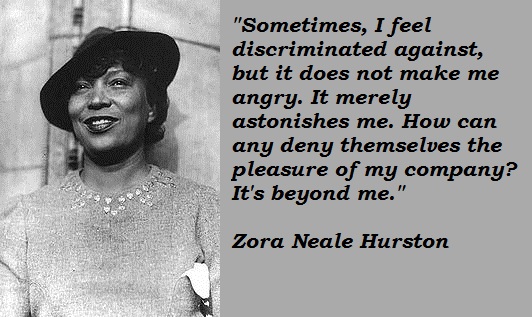 "Sometimes, I feel
discriminated against,
but it does not make me
angry. It merely
astonishes me. How can
any deny themselves the
pleasure of my company?
It's beyond me."
Zora Neale Hurston